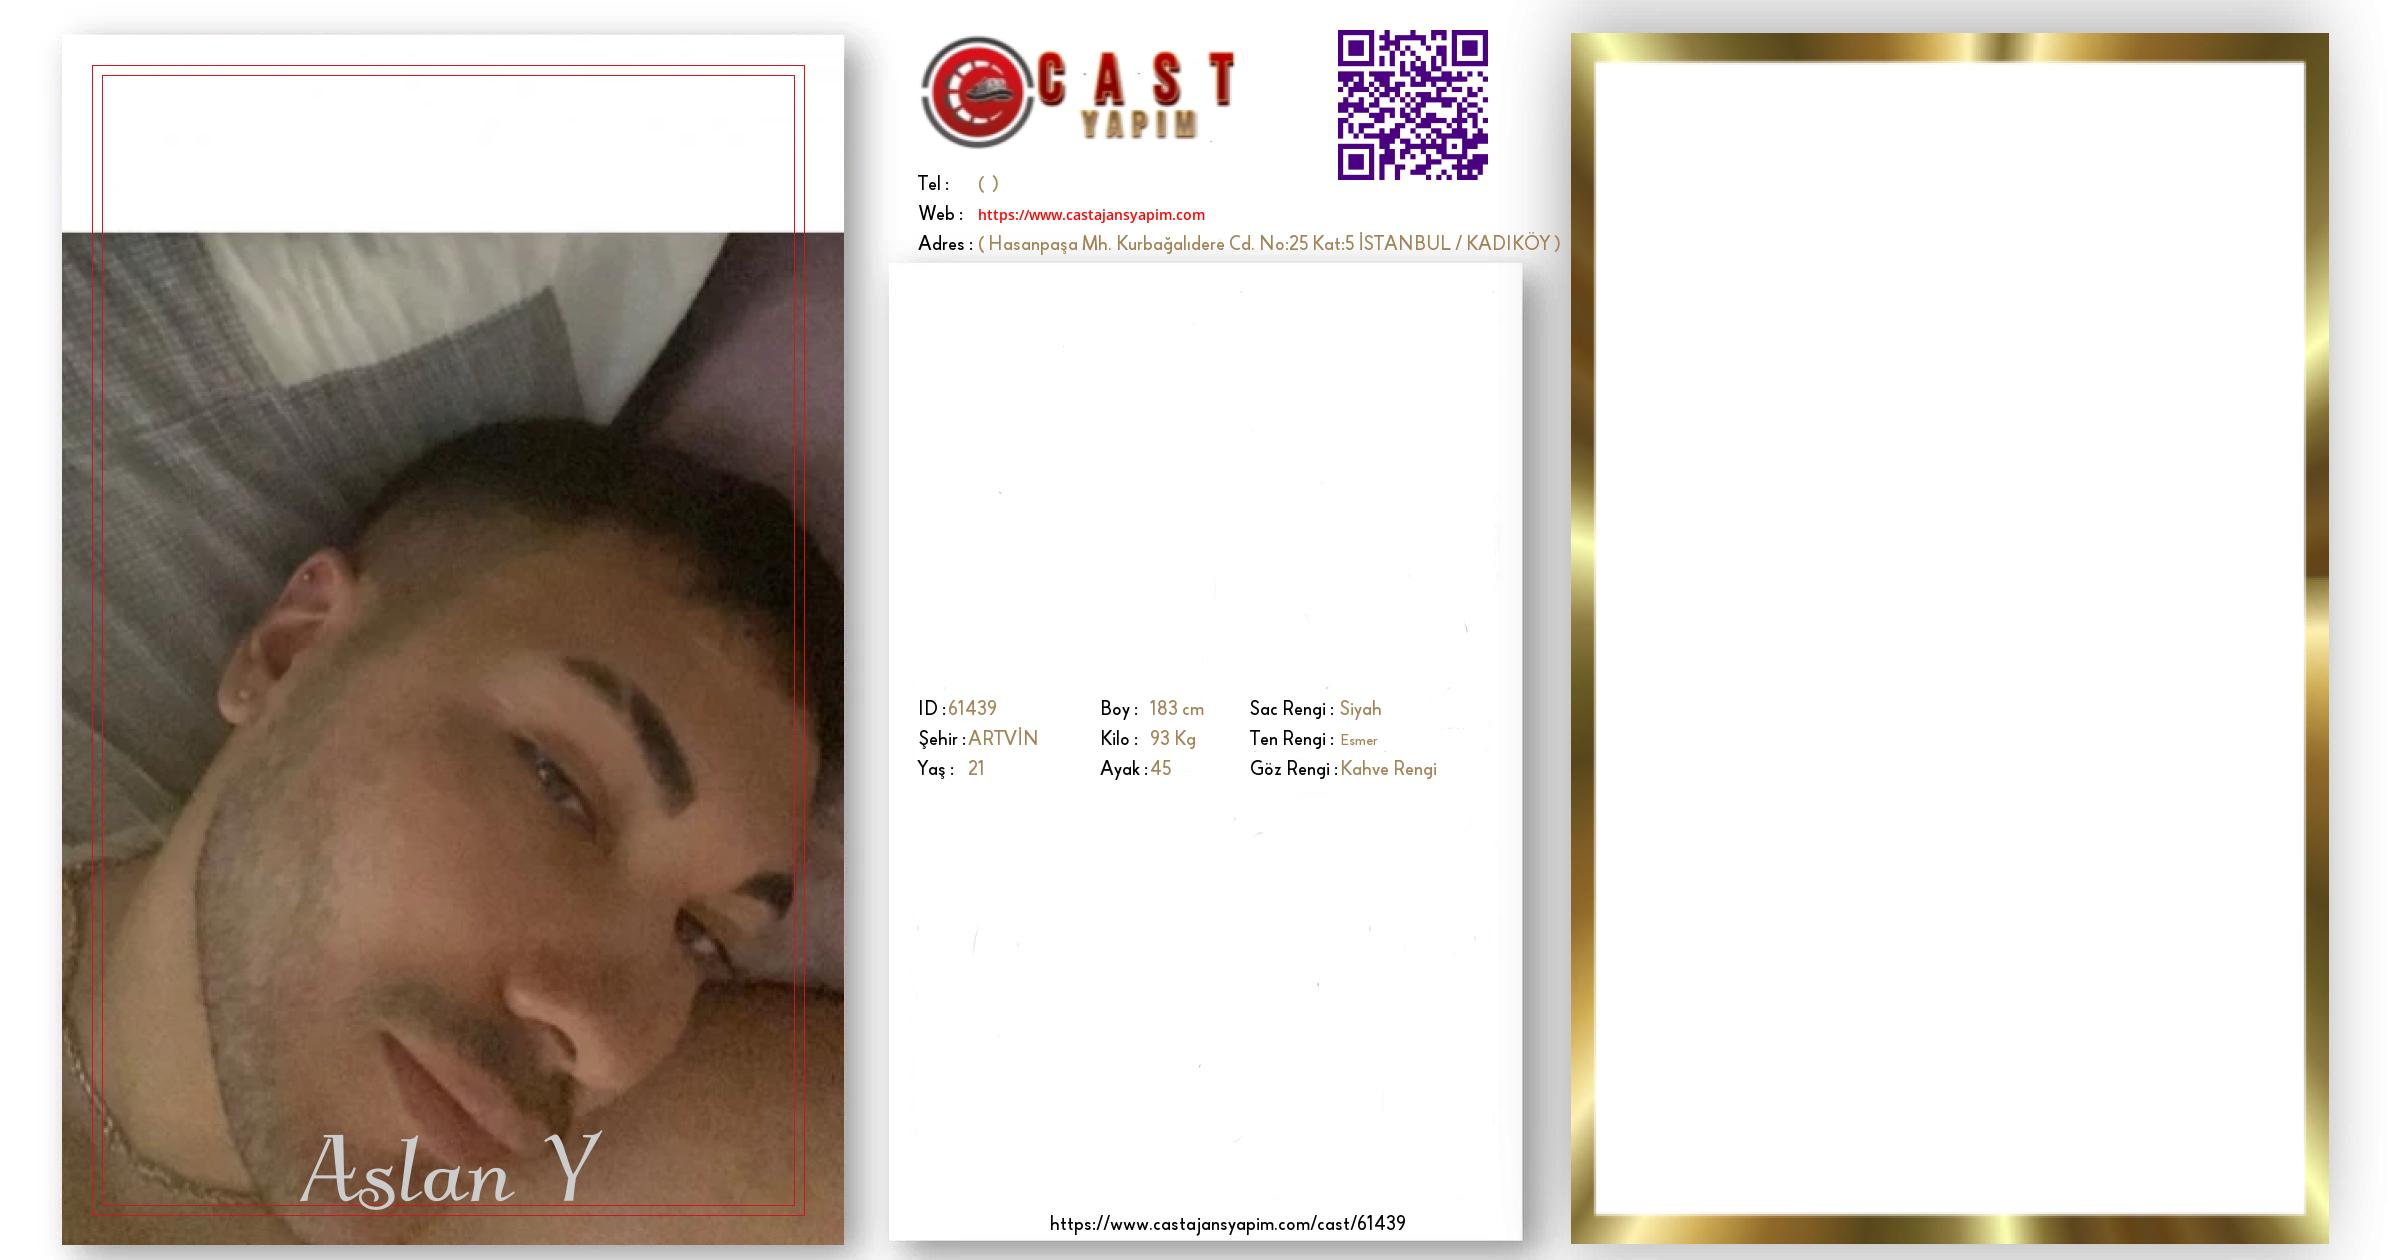 Aslan Y
CAST
YAPIM
Tel : ( )
Web : https://www.castajansyapim.com
Adres : ( Hasanpaşa Mh. Kurbağalıdere Cd. No:25 Kat:5 İSTANBUL / KADIKÖY )
ID : 61439 Boy : 183 cm Sac Rengi : Siyah
Şehir : ARTVİN Kilo : 93 Kg Ten Rengi : Esmer
Yaş : 21 Ayak : 45 Göz Rengi : Kahve Rengi
https://www.castajansyapim.com/cast/61439